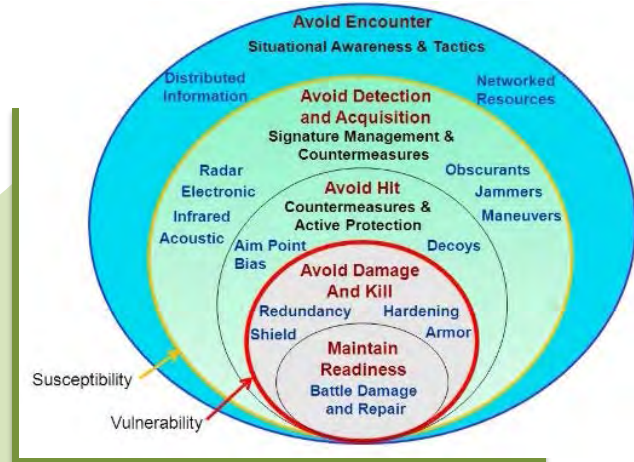 Avoid Encounter
Situational Awareness & Tactics
Distributed
Information
Networked
Resources
Avoid Detection
and Acquisition
Signature Management &
Countermeasures
Radar
Electronic
Infrared
Acoustic
Obscurants
Jammers
Maneuvers
Avoid Hit
Countermeasures &
Active Protection
Aim Point
Bias
Decoys
Avoid Damage
And Kill
Redundancy
Hardening
Shield
Armor
Maintain
Readiness
Battle Damage
and Repair
Susceptibility
Vulnerability